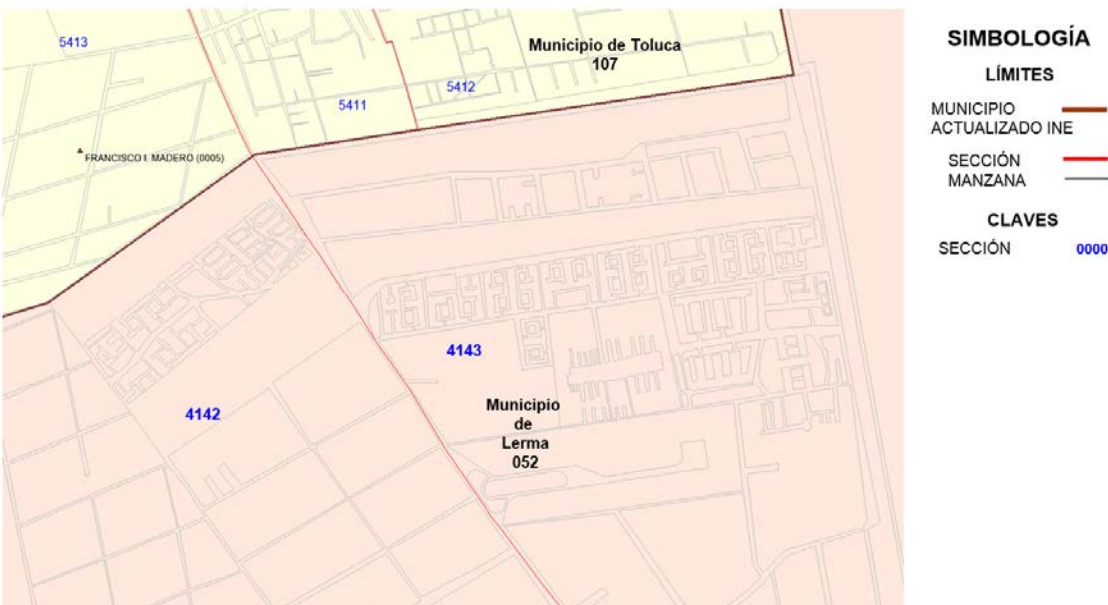 5413
Municipio de Toluca
107
5412
5411
FRANCISCO I. MADERO (0005)
4143
4142
Municipio
de
Lerma
052
SIMBOLOGÍA
LÍMITES
MUNICIPIO
ACTUALIZADO INE
SECCIÓN
MANZANA
CLAVES
SECCIÓN 0000